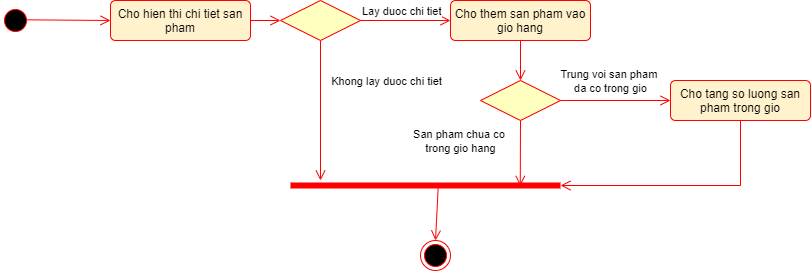 Cho hien thi chi tiet san
pham
Lay duoc chi tiet
Cho them san pham vao
gio hang
Khong lay duoc chi tiet
Trung voi san pham
da co trong gio
Cho tang so luong san
pham trong gio
San pham chua co
trong gio hang